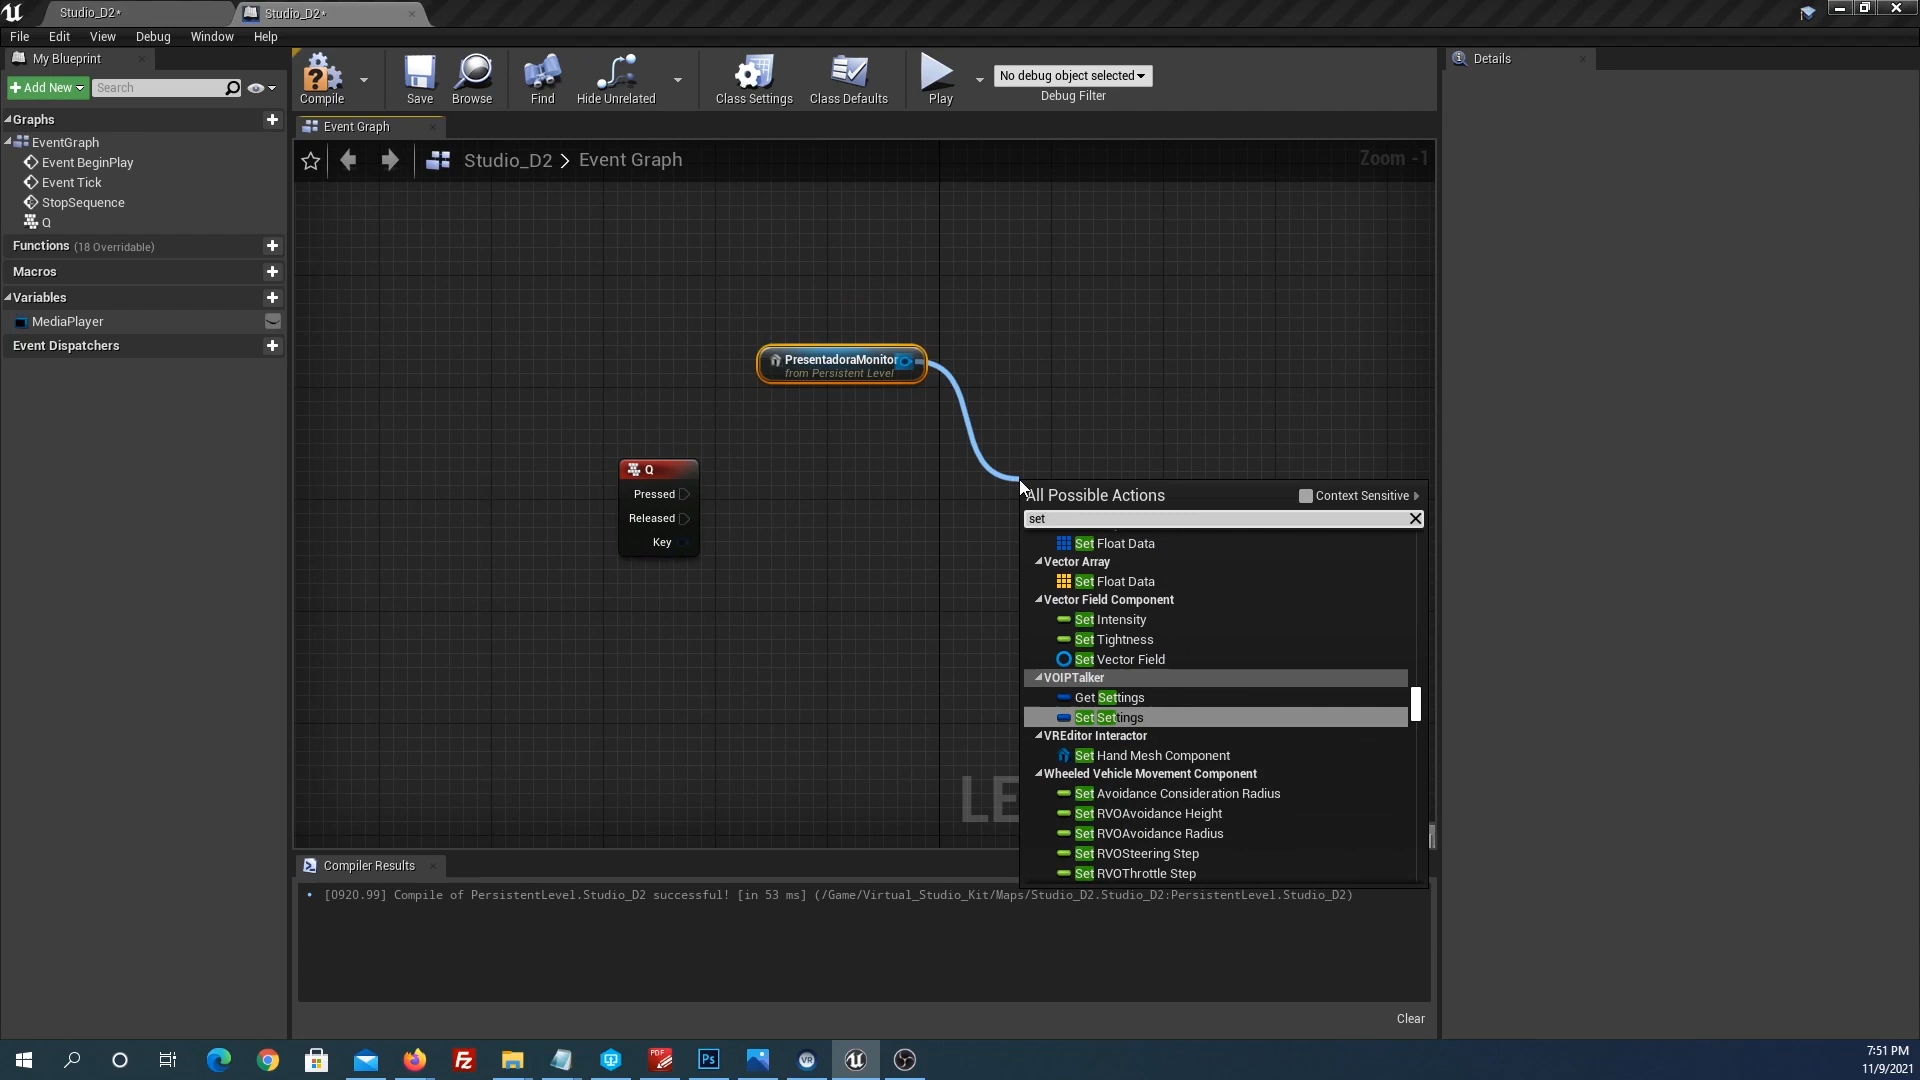 Studio_D2*
Studio_D2*
File Edit View Debug Window Help
My Blueprint
Add New
Search
Graphs
EventGraph
Event BeginPlay
Event Tick
StopSequence
Q
Functions (18 Overridable)
Macros
Variables
MediaPlayer
Event Dispatchers
Compile
Save
Browse
Find
Hide Unrelated
Class Settings
Class Defaults
Play
No debug object selected
Debug Filter
Details
Event Graph
Studio_D2 > Event Graph
Zoom -1
PresentadoraMonitor
from Persistent Level
Q
Pressed
Released
Key
All Possible Actions
Context Sensitive
set
Set Float Data
Vector Array
Set Float Data
Vector Field Component
Set Intensity
Set Tightness
Set Vector Field
VOIPTalker
Get Settings
Set Settings
VREditor Interactor
Set Hand Mesh Component
Wheeled Vehicle Movement Component
Set Avoidance Consideration Radius
Set RVOAvoidance Height
Set RVOAvoidance Radius
Set RVOSteering Step
Set RVOThrottle Step
LE
Compiler Results
• [0920.99] Compile of PersistentLevel.Studio_D2 successful! [in 53 ms] (/Game/Virtual_Studio_Kit/Maps/Studio_D2.Studio_D2:PersistentLevel.Studio_D2)
Clear
Fz
PDF
Ps
VR
7:51 PM
11/9/2021